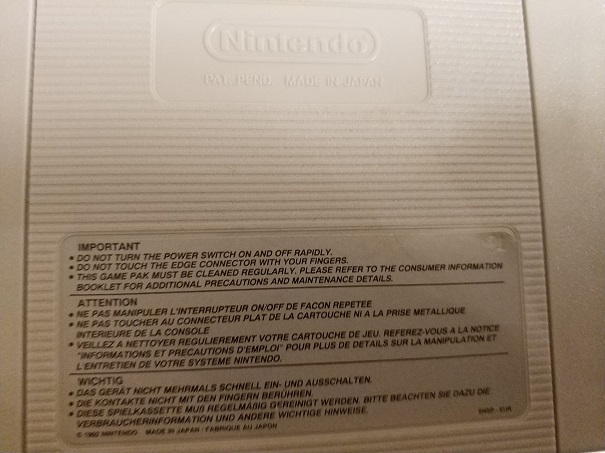 Nintendo
PAT. PEND. MADE IN JAPAN
IMPORTANT
• DO NOT TURN THE POWER SWITCH ON AND OFF RAPIDLY.
• DO NOT TOUCH THE EDGE CONNECTOR WITH YOUR FINGERS.
• THIS GAME PAK MUST BE CLEANED REGULARLY. PLEASE REFER TO THE CONSUMER INFORMATION
BOOKLET FOR ADDITIONAL PRECAUTIONS AND MAINTENANCE DETAILS.
ATTENTION
• NE PAS MANIPULER L'INTERRUPTEUR ON/OFF DE FACON REPETEE
• NE PAS TOUCHER AU CONNECTEUR PLAT DE LA CARTOUCHE NI A LA PRISE METALLIQUE
INTERIEURE DE LA CONSOLE
• VEILLEZ A NETTOYER REGULIEREMENT VOTRE CARTOUCHE DE JEU. REFEREZ-VOUS A LA NOTICE
"INFORMATIONS ET PRECAUTIONS D'EMPLOI" POUR PLUS DE DETAILS SUR LA MANIPULATION ET
L'ENTRETIEN DE VOTRE SYSTEME NINTENDO.
WICHTIG
• DAS GERÄT NICHT MEHRMALS SCHNELL EIN- UND AUSSCHALTEN.
• DIE KONTAKTE NICHT MIT DEN FINGERN BERÜHREN.
• DIESE SPIELKASSETTE MUß REGELMÄßIG GEREINIGT WERDEN. BITTE BEACHTEN SIE DAZU DIE
VERBRAUCHERINFORMATION UND ANDERE WICHTIGE HINWEISE.
© 1992 NINTENDO MADE IN JAPAN / FABRIQUE AU JAPON SNSP - EUR